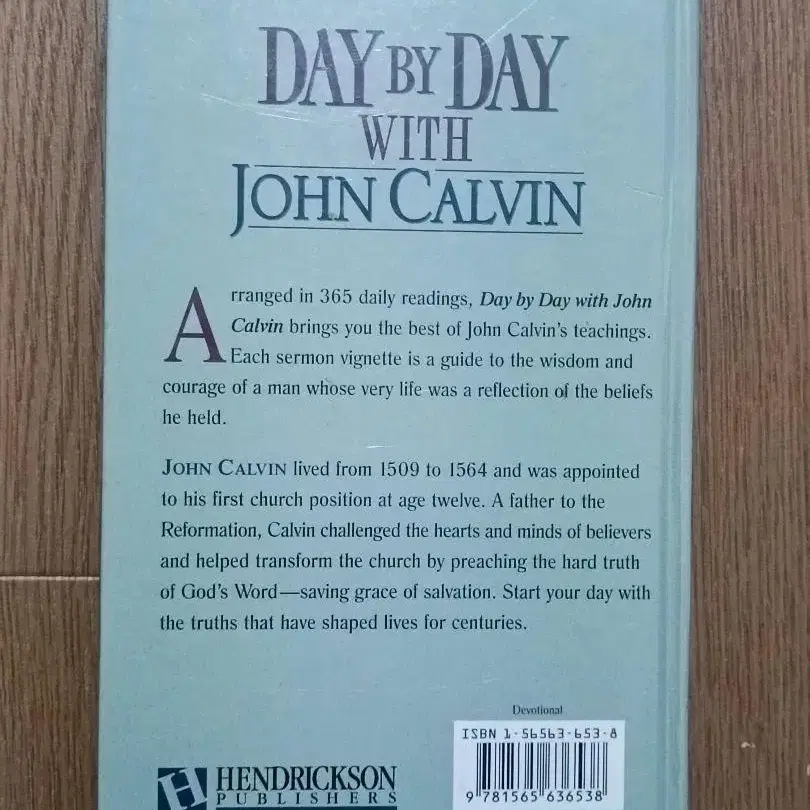 DAY BY DAY
WITH
JOHN CALVIN
Arranged in 365 daily readings, Day by Day with John
Calvin brings you the best of John Calvin's teachings.
Each sermon vignette is a guide to the wisdom and
courage of a man whose very life was a reflection of the beliefs
he held.
JOHN CALVIN lived from 1509 to 1564 and was appointed
to his first church position at age twelve. A father to the
Reformation, Calvin challenged the hearts and minds of believers
and helped transform the church by preaching the hard truth
of God's Word—saving grace of salvation. Start your day with
the truths that have shaped lives for centuries.
Devotional
ISBN 1-56563-653-8
9 781565 636538
H HENDRICKSON
PUBLISHERS